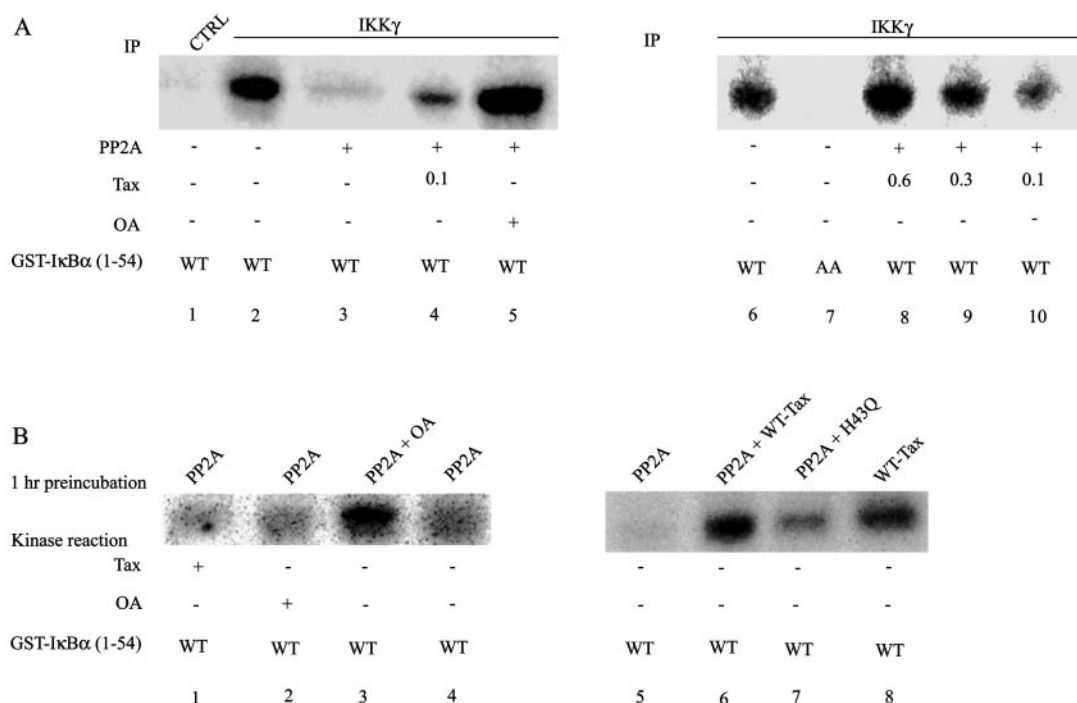 A
IP CTRL IKKγ IP IKKγ
PP2A - - + + + - - + + +
Tax - - - 0.1 - - - 0.6 0.3 0.1
OA - - - - + - - - - -
GST-IκBα (1-54) WT WT WT WT WT WT AA WT WT WT
1 2 3 4 5 6 7 8 9 10
B
1 hr preincubation PP2A PP2A PP2A + OA PP2A PP2A PP2A + WT-Tax PP2A + H43Q WT-Tax
Kinase reaction
Tax + - - - - - - -
OA - + - - - - - -
GST-IκBα (1-54) WT WT WT WT WT WT WT WT
1 2 3 4 5 6 7 8